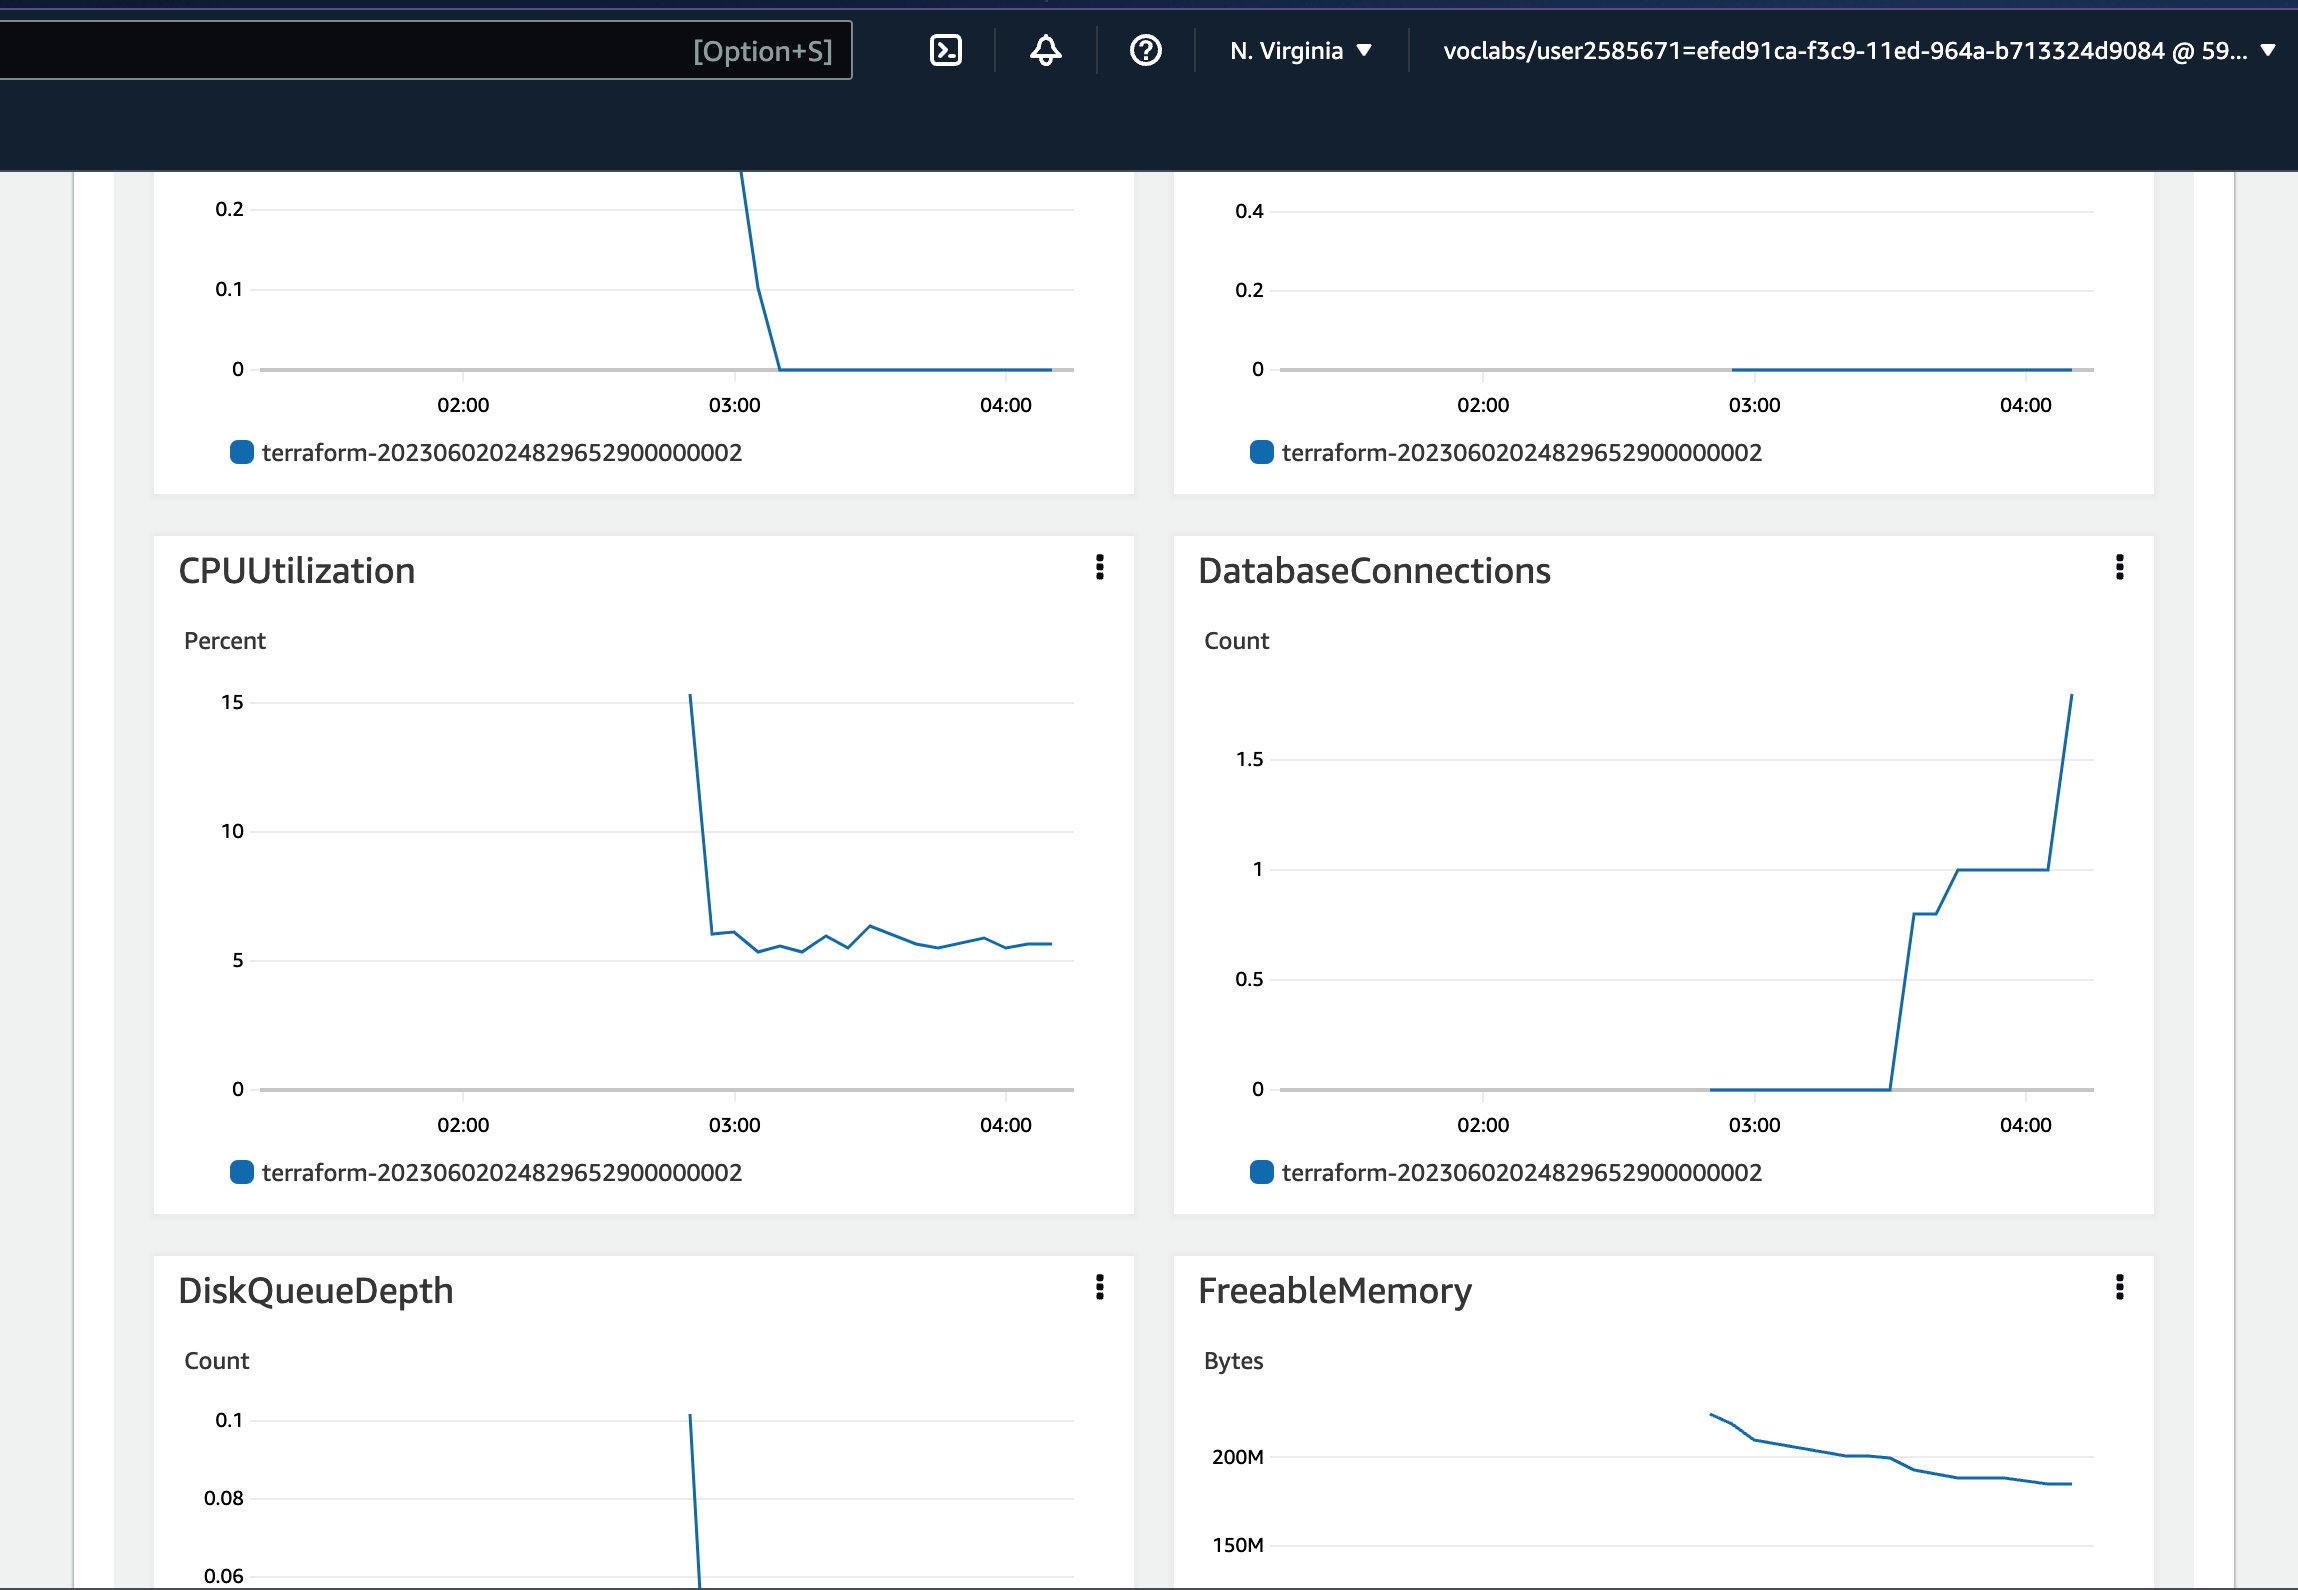 [Option+S]
N. Virginia
voclabs/user2585671=efed91ca-f3c9-11ed-964a-b713324d9084 @ 59...
0.2
0.1
0
02:00 03:00 04:00
terraform-20230602024829652900000002
0.4
0.2
0
02:00 03:00 04:00
terraform-20230602024829652900000002
CPUUtilization
Percent
15
10
5
0
02:00 03:00 04:00
terraform-20230602024829652900000002
DatabaseConnections
Count
1.5
1
0.5
0
02:00 03:00 04:00
terraform-20230602024829652900000002
DiskQueueDepth
Count
0.1
0.08
0.06
FreeableMemory
Bytes
200M
150M